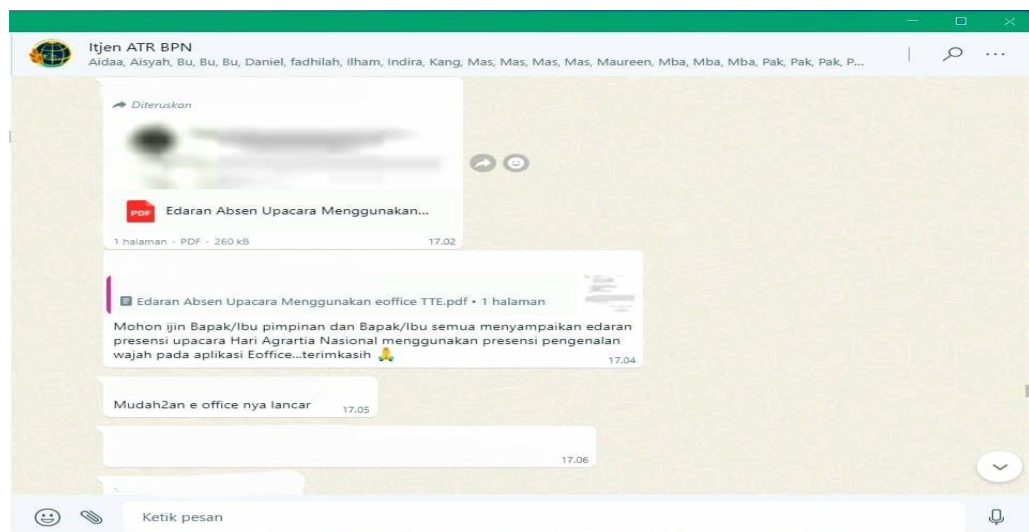 Itjen ATR BPN
Aidaa, Aisyah, Bu, Bu, Bu, Daniel, fadhilah, Ilham, Indira, Kang, Mas, Mas, Mas, Mas, Maureen, Mba, Mba, Mba, Pak, Pak, Pak, P...
Diteruskan
PDF
Edaran Absen Upacara Menggunakan...
1 halaman - PDF - 260 kB
17.02
Edaran Absen Upacara Menggunakan eoffice TTE.pdf • 1 halaman
Mohon ijin Bapak/Ibu pimpinan dan Bapak/Ibu semua menyampaikan edaran
presensi upacara Hari Agrartia Nasional menggunakan presensi pengenalan
wajah pada aplikasi Eoffice...terimkasih 🙏
17.04
Mudah2an e office nya lancar
17.05
17.06
Ketik pesan